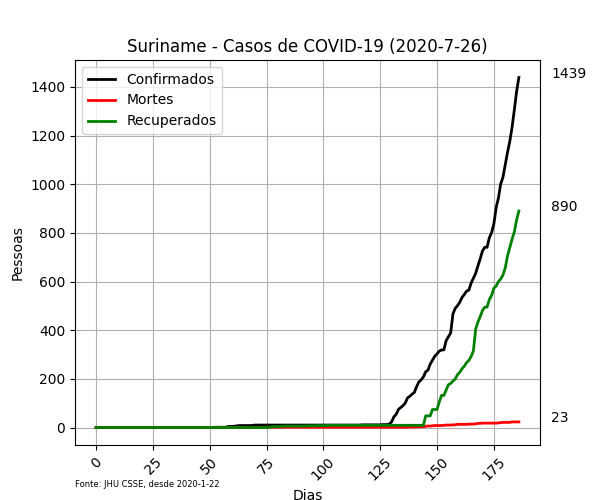 Suriname - Casos de COVID-19 (2020-7-26)
Confirmados
Mortes
Recuperados
1439
890
23
1400
1200
1000
800
600
400
200
0
Pessoas
0
25
50
75
100
125
150
175
Fonte: JHU CSSE, desde 2020-1-22
Dias